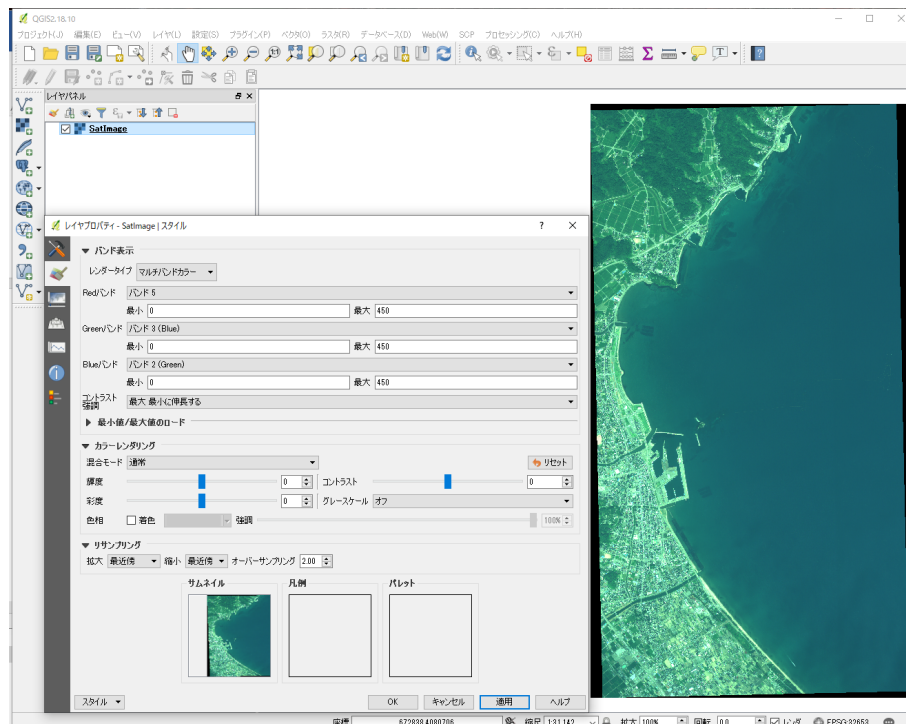 QGIS2.18.10
プロジェクト(J) 編集(E) ビュー(V) レイヤ(L) 設定(S) プラグイン(P) ベクタ(O) ラスタ(R) データベース(D) Web(W) SCP プロセッシング(C) ヘルプ(H)
レイヤパネル
SatImage
レイヤプロパティ - SatImage | スタイル
バンド表示
レンダータイプ マルチバンドカラー
Redバンド バンド 5
最小 0 最大 450
Greenバンド バンド 3 (Blue)
最小 0 最大 450
Blueバンド バンド 2 (Green)
最小 0 最大 450
コントラスト強調 最大 最小に伸長する
最小値/最大値のロード
カラーレンダリング
混合モード 通常 リセット
輝度 0 コントラスト 0
彩度 0 グレースケール オフ
色相 着色 強調 100%
リサンプリング
拡大 最近傍 縮小 最近傍 オーバーサンプリング 2.00
サムネイル 凡例 パレット
スタイル OK キャンセル 適用 ヘルプ
座標 672838,4080786 縮尺 1:31,142 拡大 100% 回転 0.0 レンダ EPSG:32653